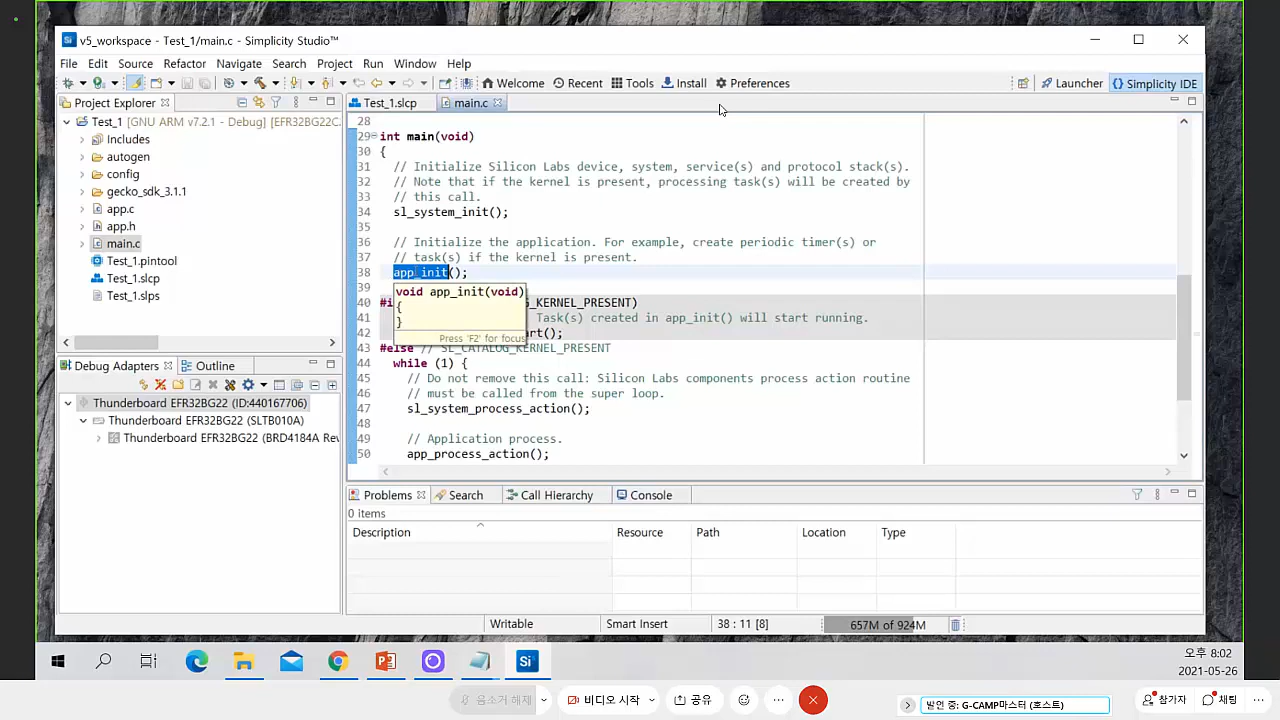 v5_workspace - Test_1/main.c - Simplicity Studio™
File Edit Source Refactor Navigate Search Project Run Window Help
Welcome Recent Tools Install Preferences Launcher Simplicity IDE
Project Explorer
Test_1 [GNU ARM v7.2.1 - Debug] [EFR32BG22C
Includes
autogen
config
gecko_sdk_3.1.1
app.c
app.h
main.c
Test_1.pintool
Test_1.slcp
Test_1.slps
Debug Adapters Outline
Thunderboard EFR32BG22 (ID:440167706)
Thunderboard EFR32BG22 (SLTB010A)
Thunderboard EFR32BG22 (BRD4184A Rev
Test_1.slcp main.c
28
29 int main(void)
30 {
31 // Initialize Silicon Labs device, system, service(s) and protocol stack(s).
32 // Note that if the kernel is present, processing task(s) will be created by
33 // this call.
34 sl_system_init();
35
36 // Initialize the application. For example, create periodic timer(s) or
37 // task(s) if the kernel is present.
38 app_init();
39
void app_init(void)
{
}
Press 'F2' for focus
40 #i G_KERNEL_PRESENT)
41 Task(s) created in app_init() will start running.
42 art();
43 #else // SL_CATALOG_KERNEL_PRESENT
44 while (1) {
45 // Do not remove this call: Silicon Labs components process action routine
46 // must be called from the super loop.
47 sl_system_process_action();
48
49 // Application process.
50 app_process_action();
Problems Search Call Hierarchy Console
0 items
Description Resource Path Location Type
Writable Smart Insert 38 : 11 [8] 657M of 924M
오후 8:02
2021-05-26
음소거 해제 비디오 시작 공유 발언 중: G-CAMP마스터 (호스트) 참가자 채팅